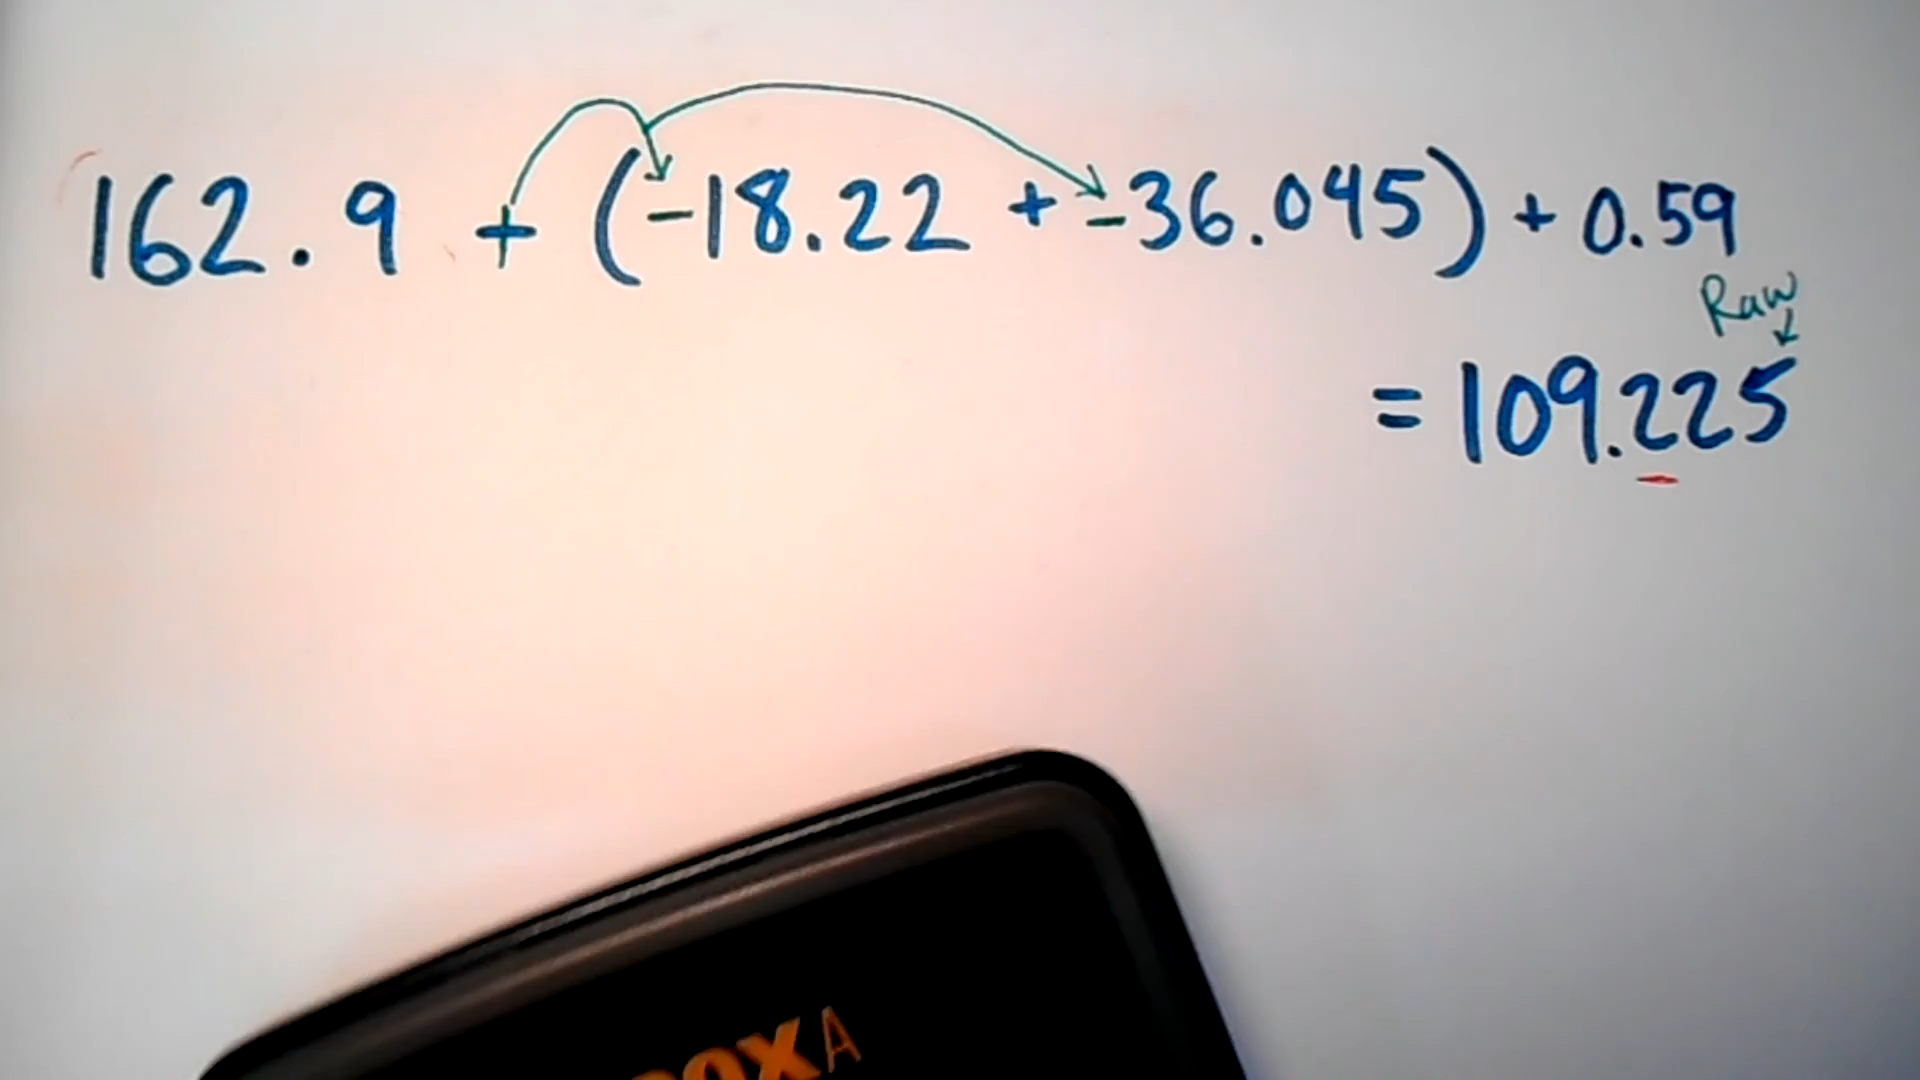 162.9 + (-18.22 + -36.045) + 0.59
Raw
= 109.225